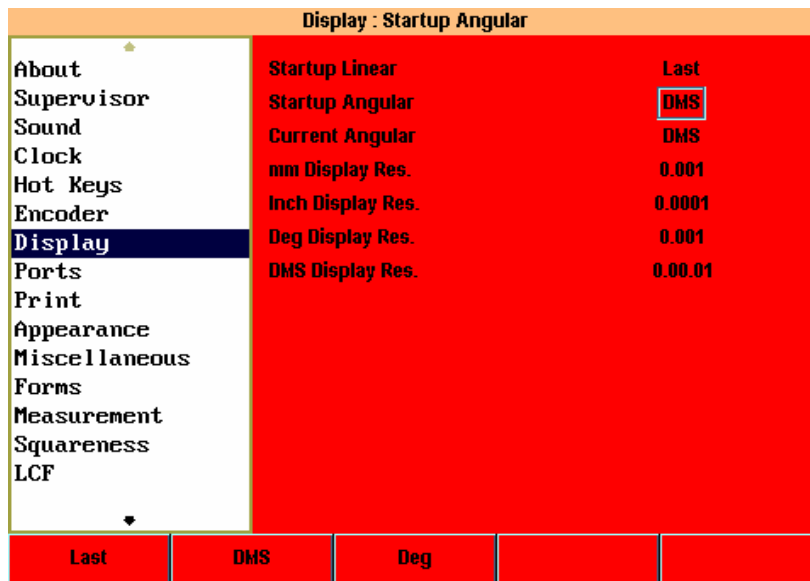 Display : Startup Angular
About
Supervisor
Sound
Clock
Hot Keys
Encoder
Display
Ports
Print
Appearance
Miscellaneous
Forms
Measurement
Squareness
LCF
Startup Linear Last
Startup Angular DMS
Current Angular DMS
mm Display Res. 0.001
Inch Display Res. 0.0001
Deg Display Res. 0.001
DMS Display Res. 0.00.01
Last DMS Deg